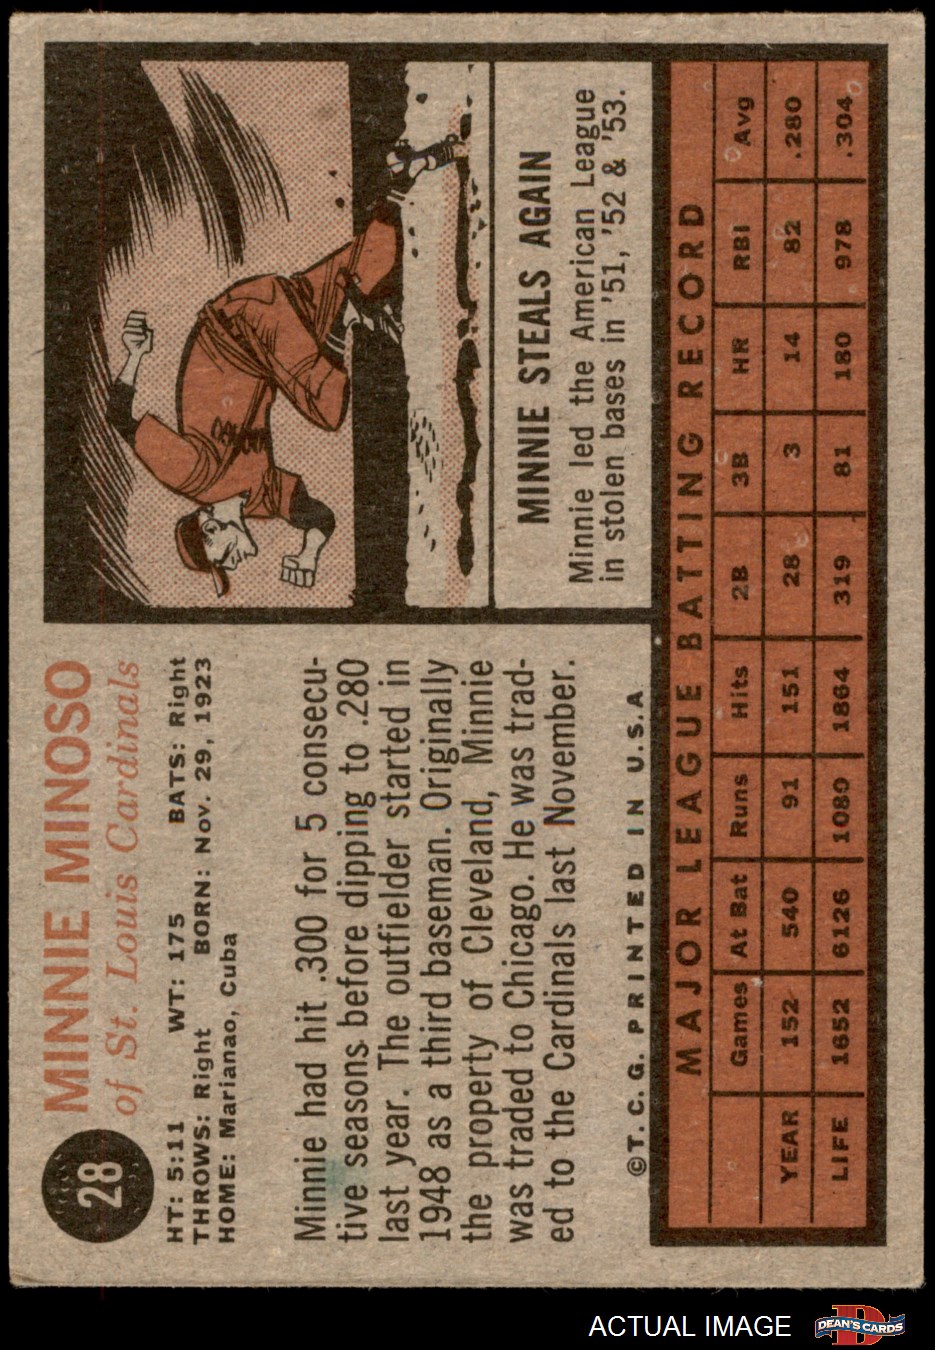 28
MINNIE MINOSO
of St. Louis Cardinals
HT: 5:11 WT: 175 BATS: Right
THROWS: Right BORN: Nov. 29, 1923
HOME: Marianao, Cuba
Minnie had hit .300 for 5 consecu-
tive seasons before dipping to .280
last year. The outfielder started in
1948 as a third baseman. Originally
the property of Cleveland, Minnie
was traded to Chicago. He was trad-
ed to the Cardinals last November.
©T. C. G. PRINTED IN U.S.A
MINNIE STEALS AGAIN
Minnie led the American League
in stolen bases in '51, '52 & '53.
MAJOR LEAGUE BATTING RECORD
Games At Bat Runs Hits 2B 3B HR RBI Avg
YEAR 152 540 91 151 28 3 14 82 .280
LIFE 1652 6126 1089 1864 319 81 180 978 .304
ACTUAL IMAGE
D
DEAN'S CARDS